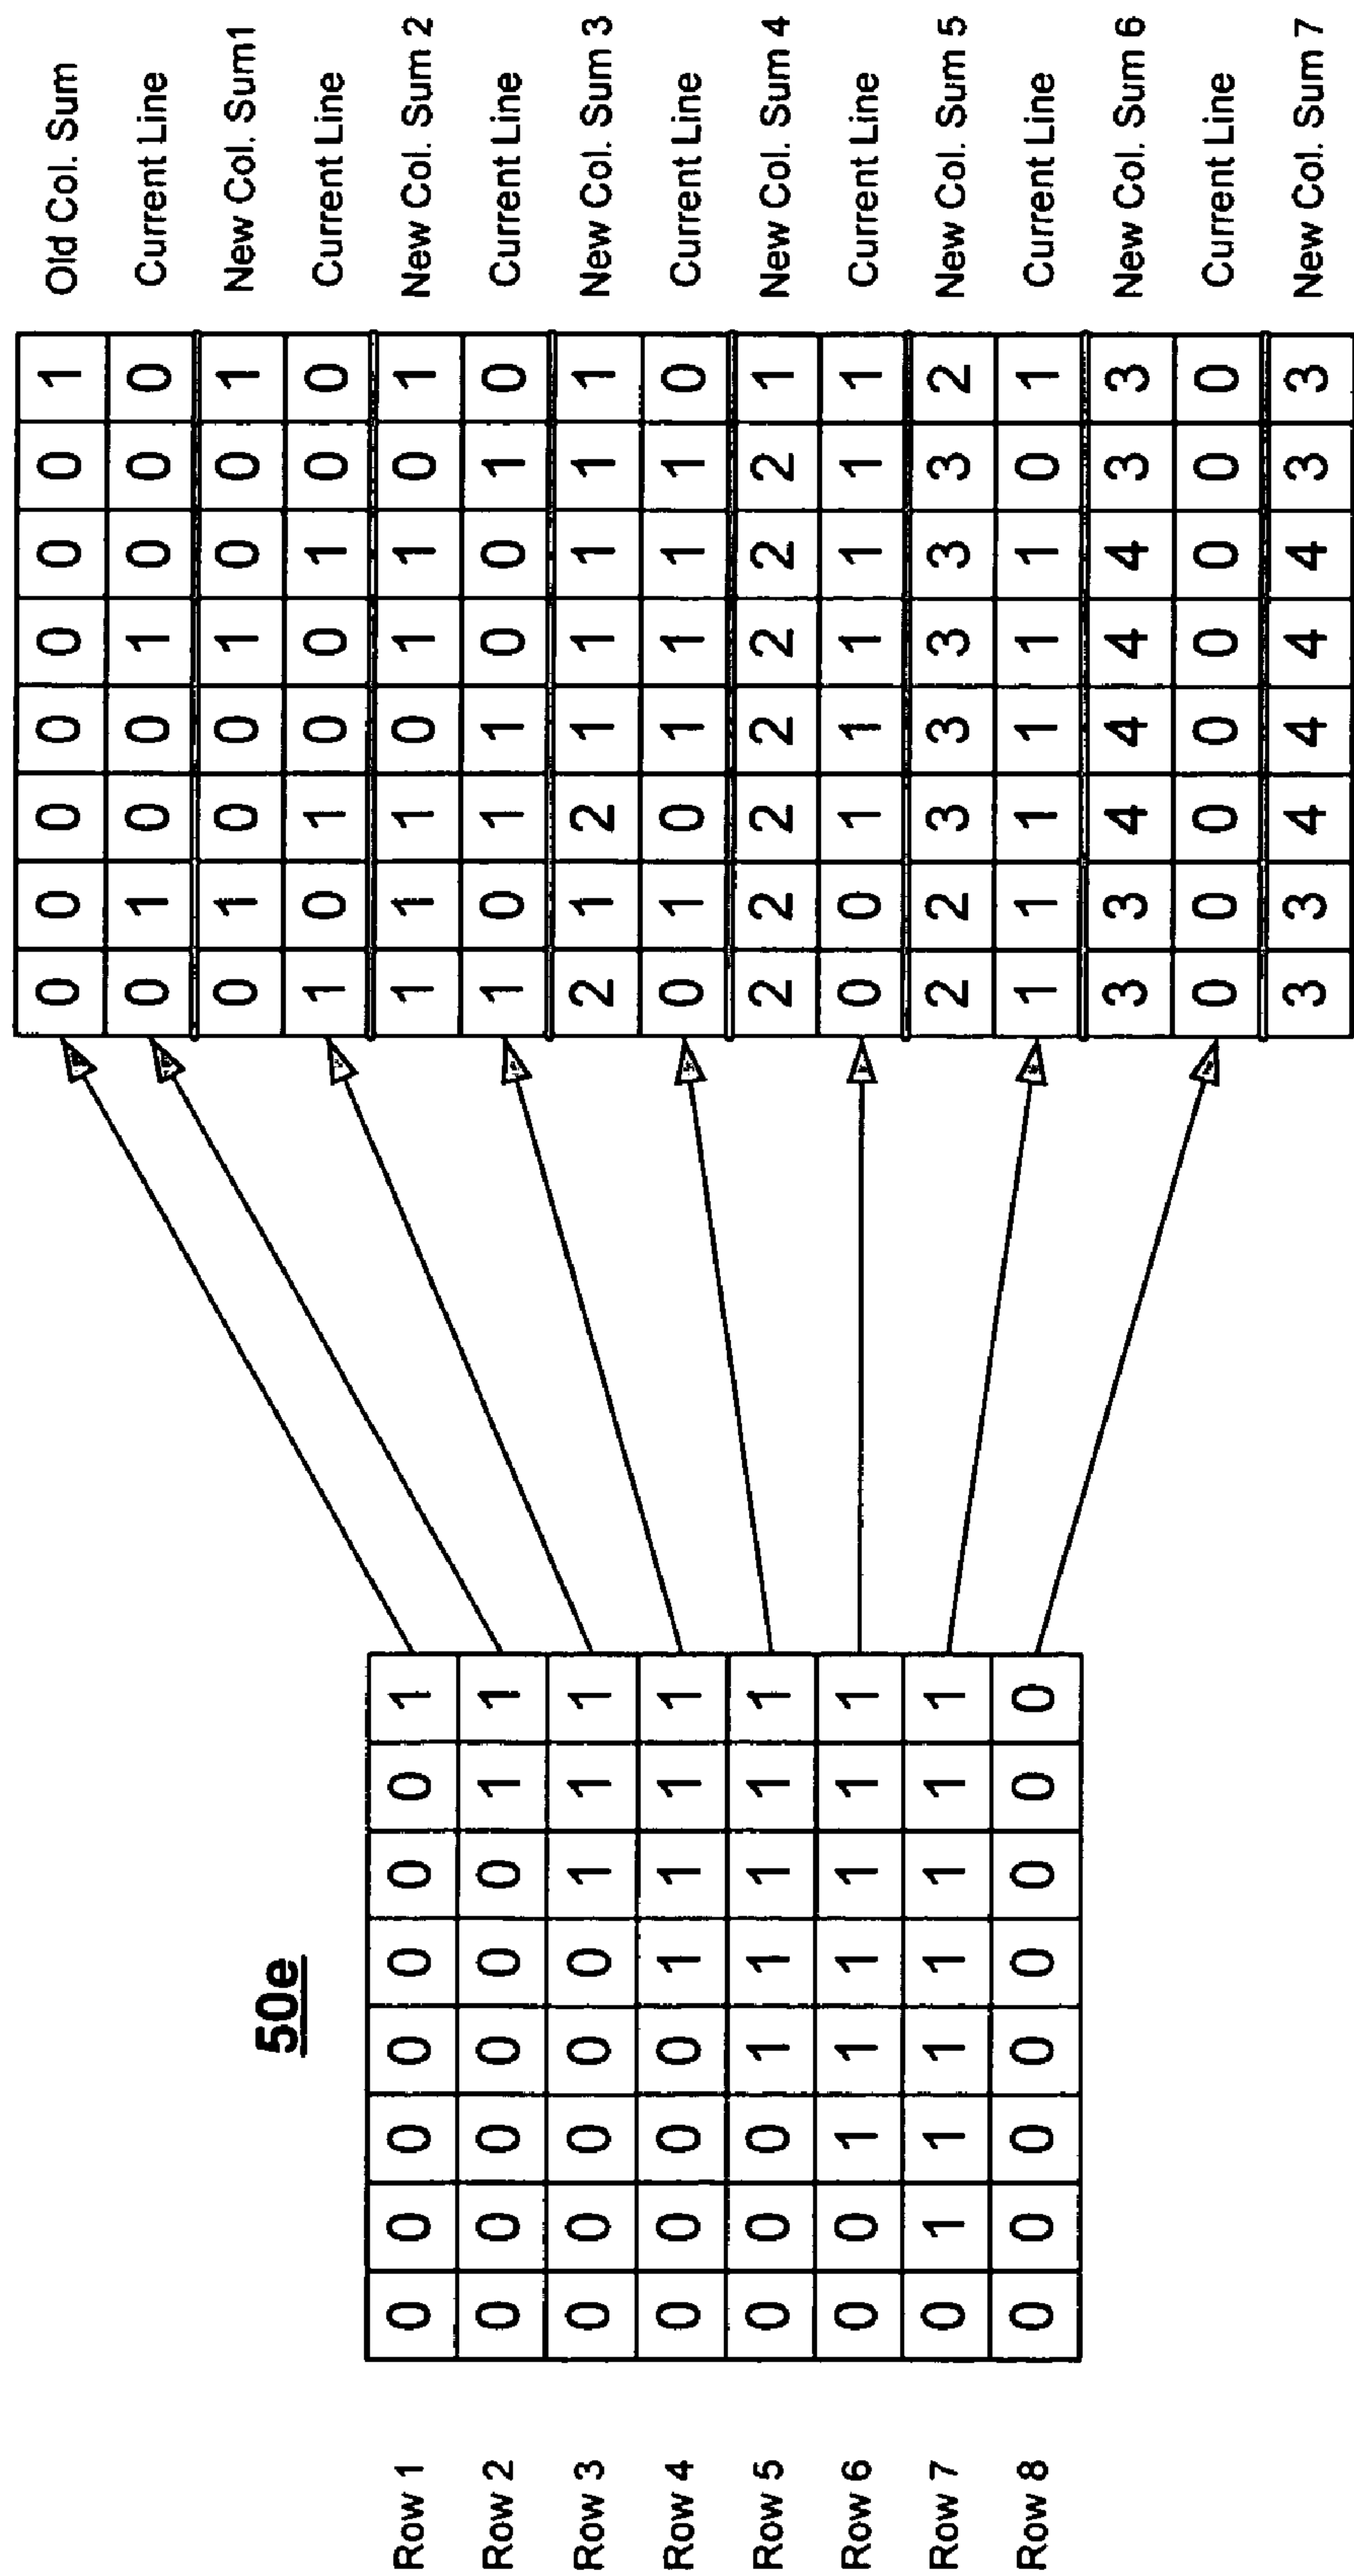 50e
Row 1 0 0 0 0 0 0 0 1
Row 2 0 0 0 0 0 0 1 1
Row 3 0 0 0 0 0 1 1 1
Row 4 0 0 0 0 1 1 1 1
Row 5 0 0 0 1 1 1 1 1
Row 6 0 0 1 1 1 1 1 1
Row 7 0 1 1 1 1 1 1 1
Row 8 0 0 0 0 0 0 0 0
0 0 0 0 0 0 0 1 Old Col. Sum
0 1 0 0 1 0 0 0 Current Line
0 1 0 0 1 0 0 1 New Col. Sum1
1 0 1 0 0 1 0 0 Current Line
1 1 1 0 1 1 0 1 New Col. Sum 2
1 0 1 1 0 0 1 0 Current Line
2 1 2 1 1 1 1 1 New Col. Sum 3
0 1 0 1 1 1 1 0 Current Line
2 2 2 2 2 2 2 1 New Col. Sum 4
0 0 1 1 1 1 1 1 Current Line
2 2 3 3 3 3 3 2 New Col. Sum 5
1 1 1 1 1 1 0 1 Current Line
3 3 4 4 4 4 3 3 New Col. Sum 6
0 0 0 0 0 0 0 0 Current Line
3 3 4 4 4 4 3 3 New Col. Sum 7